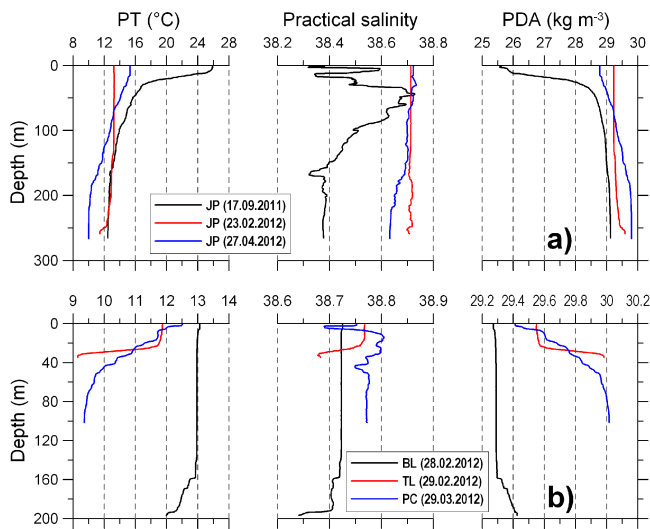 PT (°C) Practical salinity PDA (kg m⁻³)
8 12 16 20 24 28 38.2 38.4 38.6 38.8 25 26 27 28 29 30
0
100
200
300
Depth (m)
JP (17.09.2011)
JP (23.02.2012)
JP (27.04.2012)
a)
9 10 11 12 13 14 38.6 38.7 38.8 38.9 29.2 29.4 29.6 29.8 30 30.2
0
40
80
120
160
200
Depth (m)
BL (28.02.2012)
TL (29.02.2012)
PC (29.03.2012)
b)